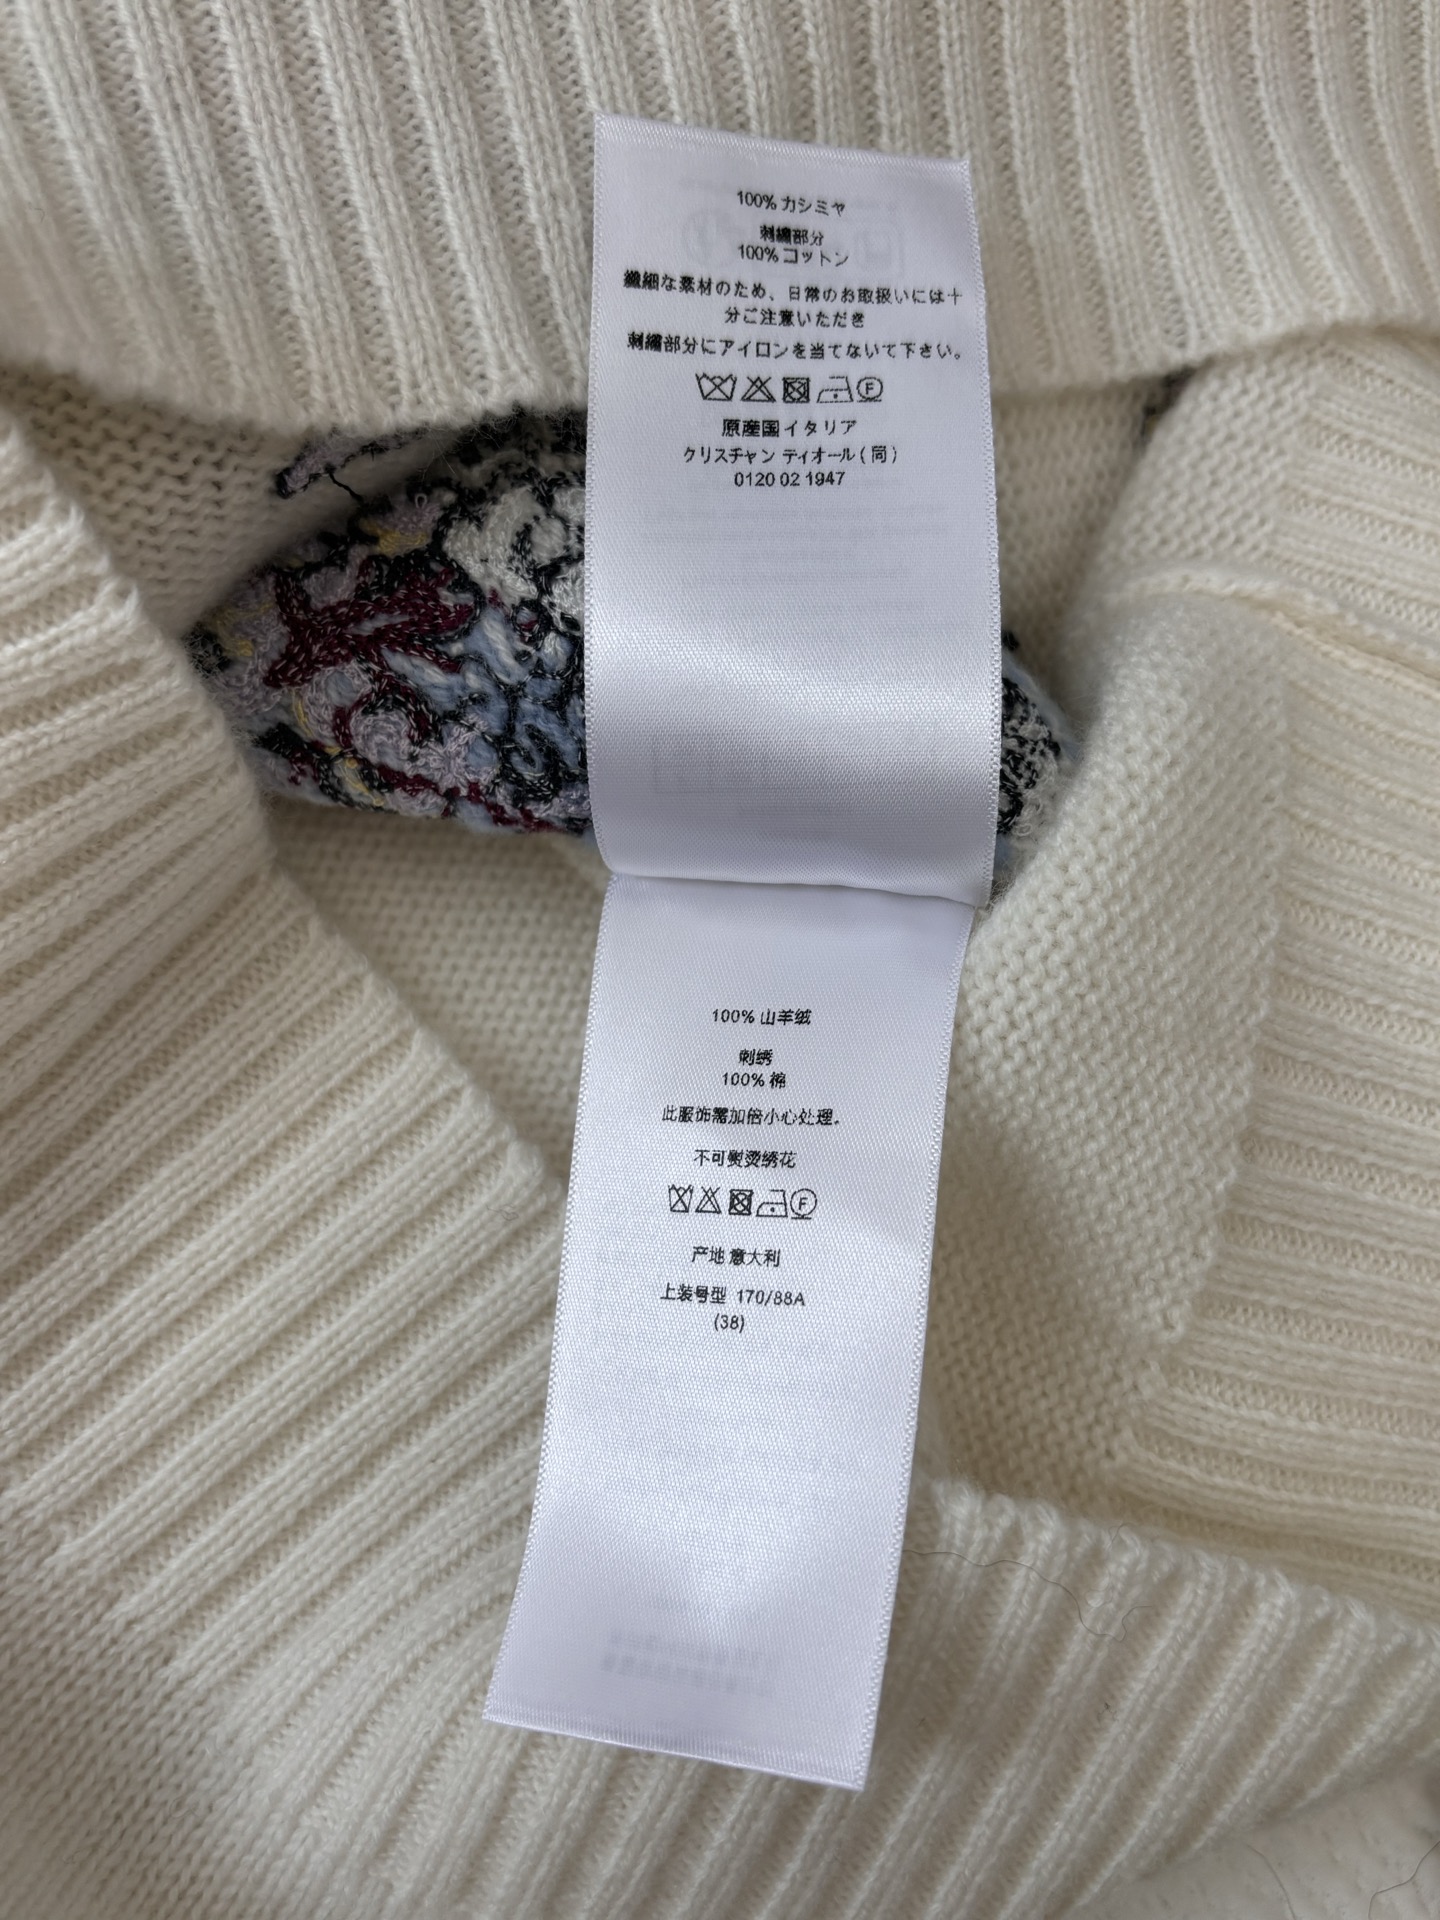 100% カシミヤ
刺繍部分
100% コットン
繊細な素材のため、日常のお取扱いには十
分ご注意いただき
刺繍部分にアイロンを当てないで下さい。
F
原産国イタリア
クリスチャン ディオール(同)
0120 02 1947
100% 山羊绒
刺绣
100% 棉
此服饰需加倍小心处理.
不可熨烫绣花
F
产地 意大利
上装号型 170/88A
(38)